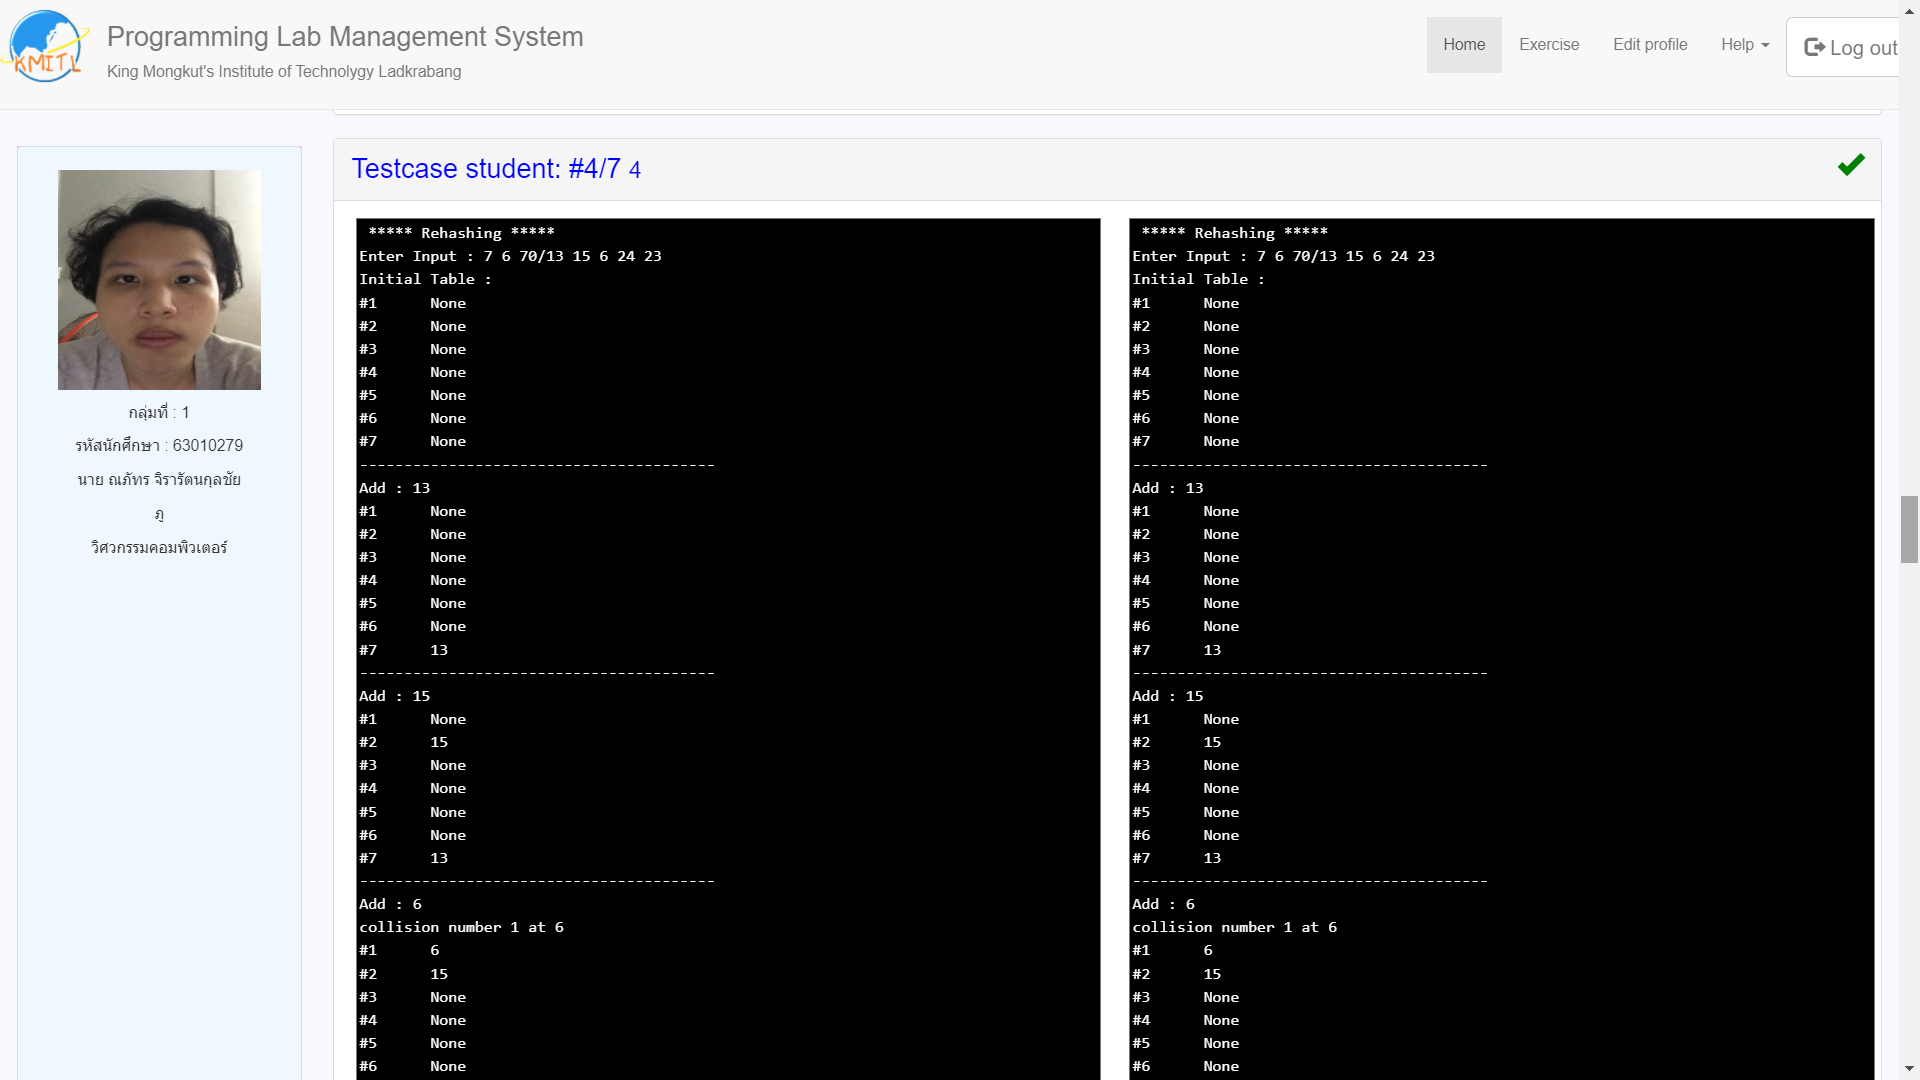 KMITL
Programming Lab Management System
King Mongkut's Institute of Technolygy Ladkrabang
Home
Exercise
Edit profile
Help
Log out
กลุ่มที่ : 1
รหัสนักศึกษา : 63010279
นาย ณภัทร จิรารัตนกุลชัย
ภู
วิศวกรรมคอมพิวเตอร์
Testcase student: #4/7 4
***** Rehashing *****
Enter Input : 7 6 70/13 15 6 24 23
Initial Table :
#1 None
#2 None
#3 None
#4 None
#5 None
#6 None
#7 None
----------------------------------------
Add : 13
#1 None
#2 None
#3 None
#4 None
#5 None
#6 None
#7 13
----------------------------------------
Add : 15
#1 None
#2 15
#3 None
#4 None
#5 None
#6 None
#7 13
----------------------------------------
Add : 6
collision number 1 at 6
#1 6
#2 15
#3 None
#4 None
#5 None
#6 None
***** Rehashing *****
Enter Input : 7 6 70/13 15 6 24 23
Initial Table :
#1 None
#2 None
#3 None
#4 None
#5 None
#6 None
#7 None
----------------------------------------
Add : 13
#1 None
#2 None
#3 None
#4 None
#5 None
#6 None
#7 13
----------------------------------------
Add : 15
#1 None
#2 15
#3 None
#4 None
#5 None
#6 None
#7 13
----------------------------------------
Add : 6
collision number 1 at 6
#1 6
#2 15
#3 None
#4 None
#5 None
#6 None